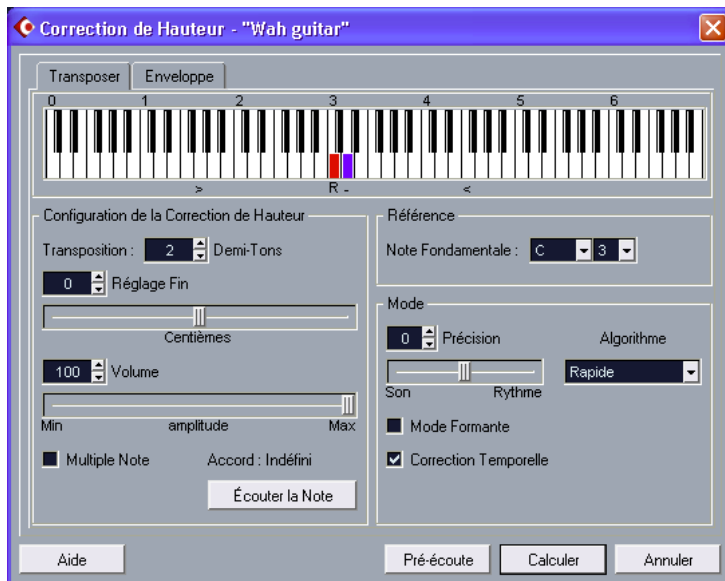 Correction de Hauteur - "Wah guitar"
Transposer Enveloppe
0 1 2 3 4 5 6
> R - <
Configuration de la Correction de Hauteur
Transposition : 2 Demi-Tons
0 Réglage Fin
Centièmes
100 Volume
Min amplitude Max
Multiple Note Accord : Indéfini
Écouter la Note
Référence
Note Fondamentale : C 3
Mode
0 Précision Algorithme
Rapide
Son Rythme
Mode Formante
Correction Temporelle
Aide Pré-écoute Calculer Annuler